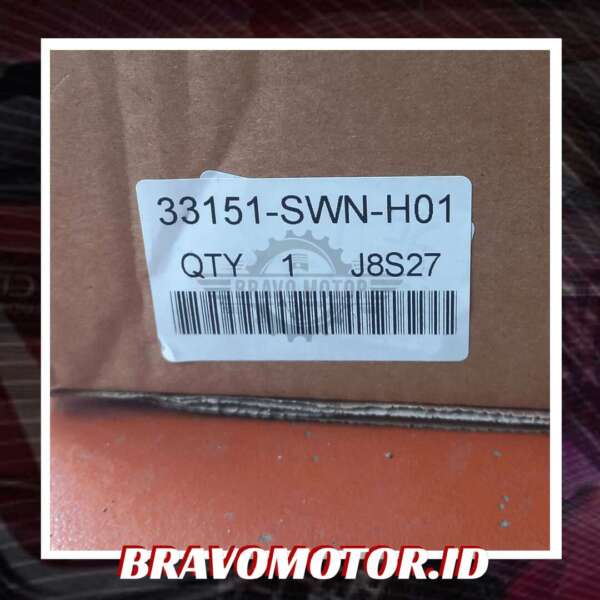 33151-SWN-H01
QTY 1 J8S27
BRAVO MOTOR
BRAVOMOTOR.ID